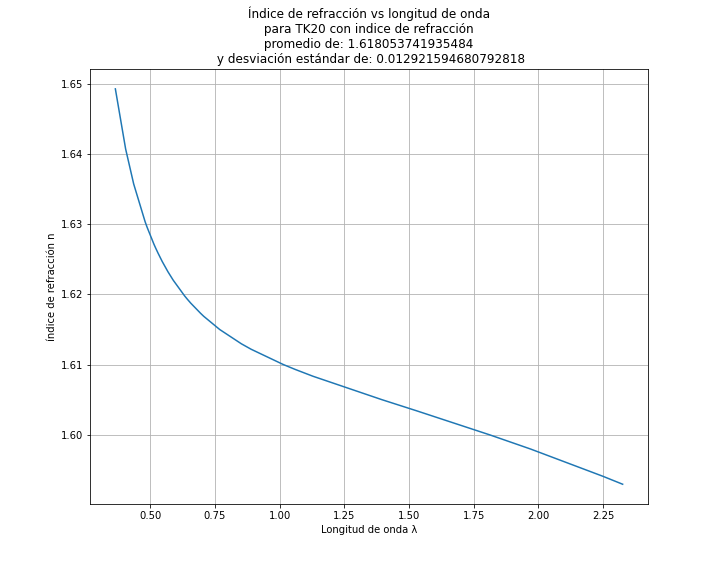 Índice de refracción vs longitud de onda
para TK20 con indice de refracción
promedio de: 1.618053741935484
y desviación estándar de: 0.012921594680792818
1.65
1.64
1.63
1.62
1.61
1.60
índice de refracción n
0.50 0.75 1.00 1.25 1.50 1.75 2.00 2.25
Longitud de onda λ